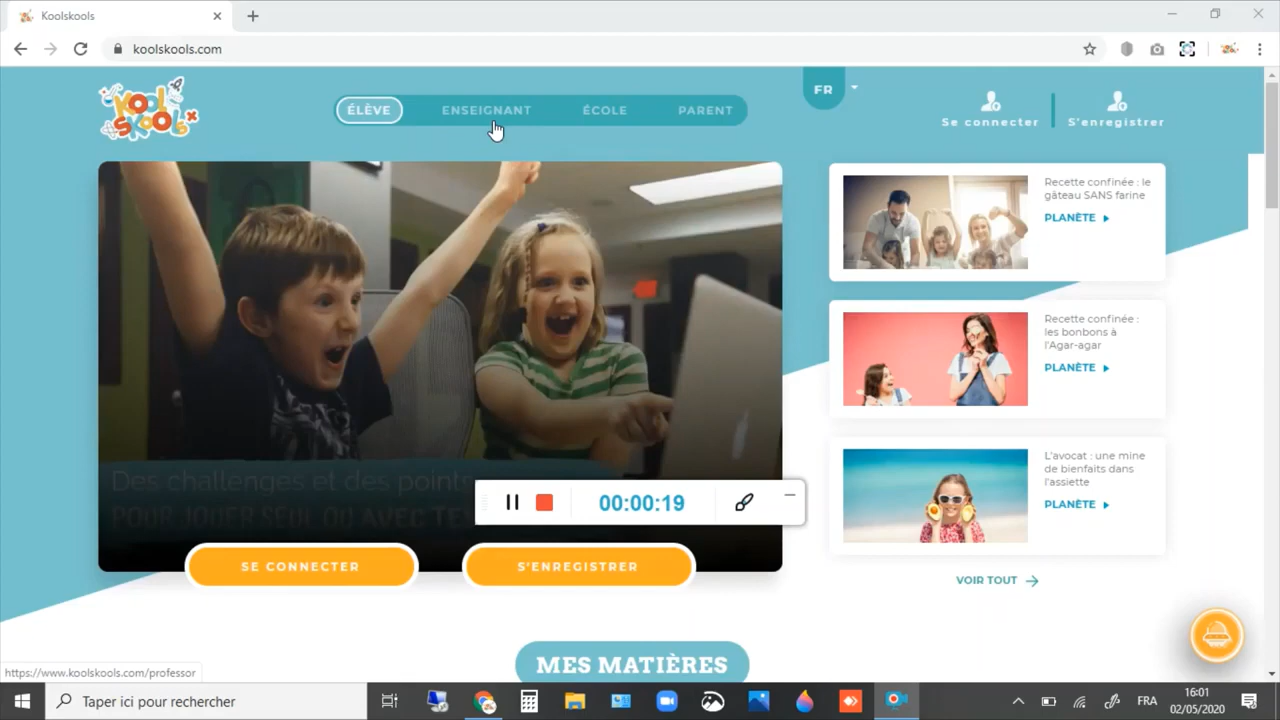 Koolskools
koolskools.com
Kool Skools
ÉLÈVE
ENSEIGNANT
ÉCOLE
PARENT
FR
Se connecter
S'enregistrer
Recette confinée : le
gâteau SANS farine
PLANÈTE
Recette confinée :
les bonbons à
l'Agar-agar
PLANÈTE
L'avocat : une mine
de bienfaits dans
l'assiette
PLANÈTE
VOIR TOUT
Des challenges et des points
POUR JOUER SEUL OU AVEC TES
00:00:19
SE CONNECTER
S'ENREGISTRER
MES MATIÈRES
https://www.koolskools.com/professor
Taper ici pour rechercher
FRA
16:01
02/05/2020